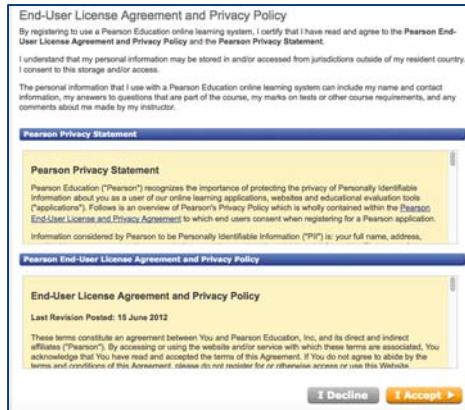 End-User License Agreement and Privacy Policy
By registering to use a Pearson Education online learning system, I certify that I have read and agree to the Pearson End-
User License Agreement and Privacy Policy and the Pearson Privacy Statement.
I understand that my personal information may be stored in and/or accessed from jurisdictions outside of my resident country.
I consent to this storage and/or access.
The personal information that I use with a Pearson Education online learning system can include my name and contact
information, my answers to questions that are part of the course, my marks on tests or other course requirements, and any
comments about me made by my instructor.
Pearson Privacy Statement
Pearson Privacy Statement
Pearson Education ("Pearson") recognizes the importance of protecting the privacy of Personally Identifiable
Information about you as a user of our online learning applications, websites and educational evaluation tools
("applications"). Follows is an overview of Pearson's Privacy Policy which is wholly contained within the Pearson
End-User License and Privacy Agreement to which end users consent when registering for a Pearson application.
Information considered by Pearson to be Personally Identifiable Information ("PII") is: your full name, address,
Pearson End-User License Agreement and Privacy Policy
End-User License Agreement and Privacy Policy
Last Revision Posted: 15 June 2012
These terms constitute an agreement between You and Pearson Education, Inc, and its direct and indirect
affiliates ("Pearson"). By accessing or using the website and/or service with which these terms are associated, You
acknowledge that You have read and accepted the terms of this Agreement. If You do not agree to abide by the
terms and conditions of this Agreement, please do not register for or otherwise access or use this Website
I Decline
I Accept